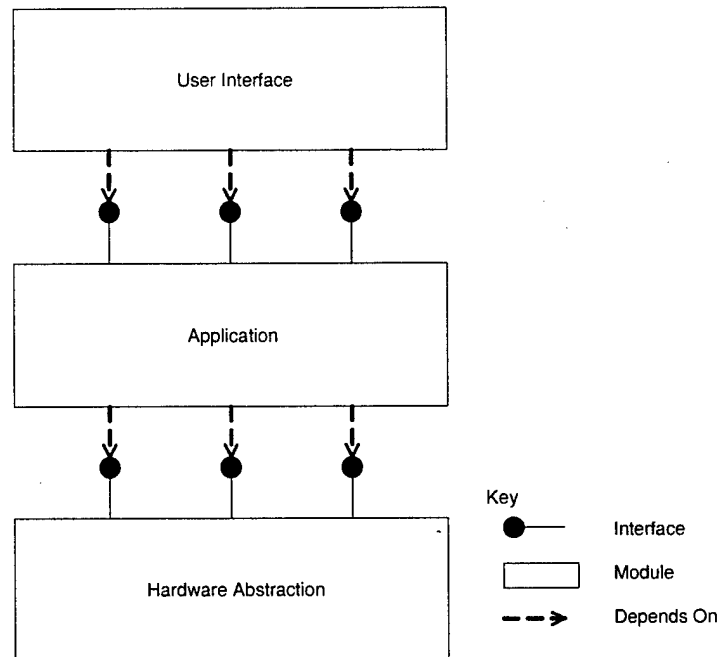 User Interface
Application
Hardware Abstraction
Key
Interface
Module
Depends On